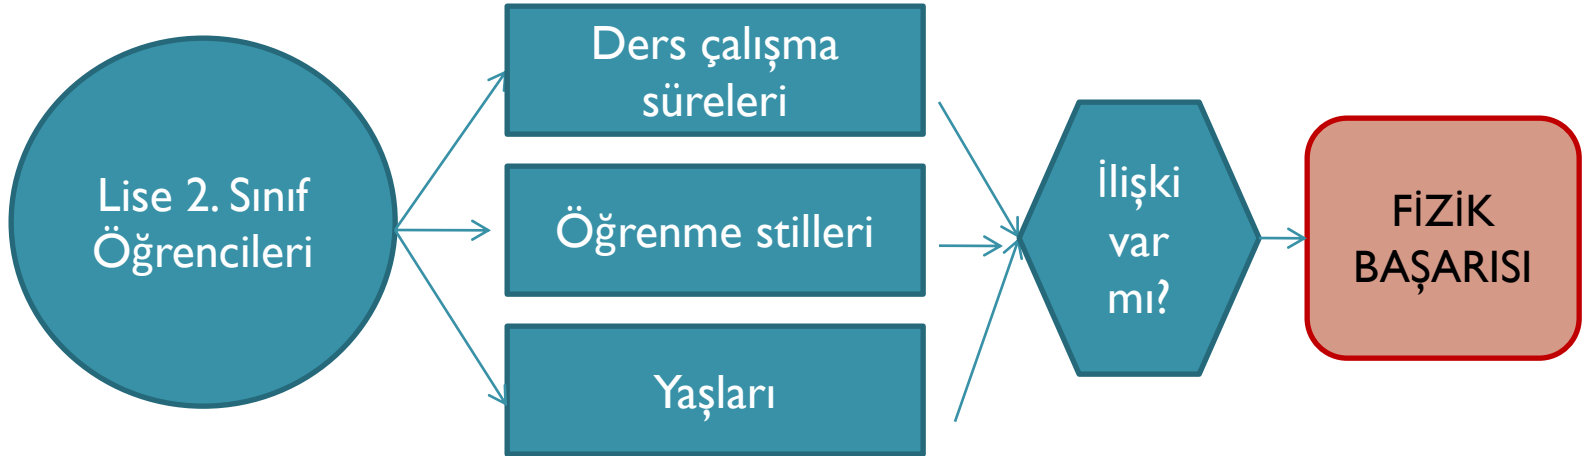 Lise 2. Sınıf
Öğrencileri
Ders çalışma
süreleri
Öğrenme stilleri
Yaşları
İlişki
var
mı?
FİZİK
BAŞARISI